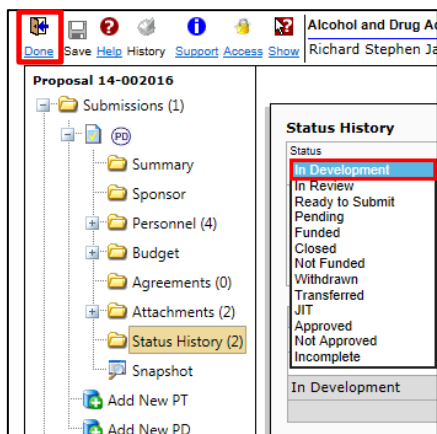 Alcohol and Drug A
Done Save Help History Support Access Show Richard Stephen Ja
Proposal 14-002016
Submissions (1)
PD
Summary
Sponsor
Personnel (4)
Budget
Agreements (0)
Attachments (2)
Status History (2)
Snapshot
Add New PT
Add New PD
Status History
Status
In Development
In Review
Ready to Submit
Pending
Funded
Closed
Not Funded
Withdrawn
Transferred
JIT
Approved
Not Approved
Incomplete
In Development